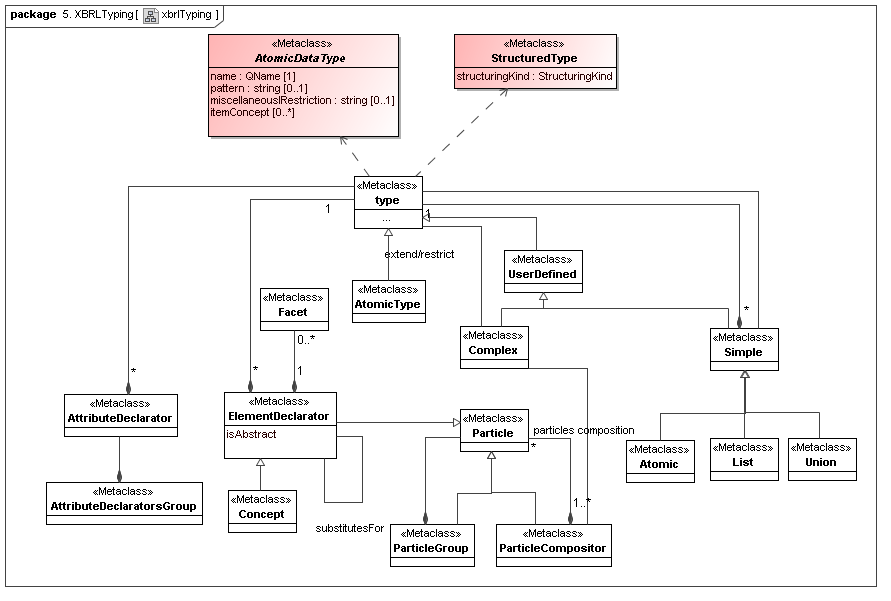 package 5. XBRLTyping[ xbrlTyping ]
«Metaclass»
AtomicDataType
name : QName [1]
pattern : string [0..1]
miscellaneouslRestriction : string [0..1]
itemConcept [0..*]
«Metaclass»
StructuredType
structuringKind : StructuringKind
«Metaclass»
type
...
1
1
extend/restrict
«Metaclass»
UserDefined
«Metaclass»
AtomicType
«Metaclass»
Facet
0..*
1
*
*
*
«Metaclass»
Complex
«Metaclass»
Simple
«Metaclass»
AttributeDeclarator
«Metaclass»
ElementDeclarator
isAbstract
«Metaclass»
Particle
particles composition
*
1..*
«Metaclass»
Atomic
«Metaclass»
List
«Metaclass»
Union
«Metaclass»
AttributeDeclaratorsGroup
«Metaclass»
Concept
substitutesFor
«Metaclass»
ParticleGroup
«Metaclass»
ParticleCompositor